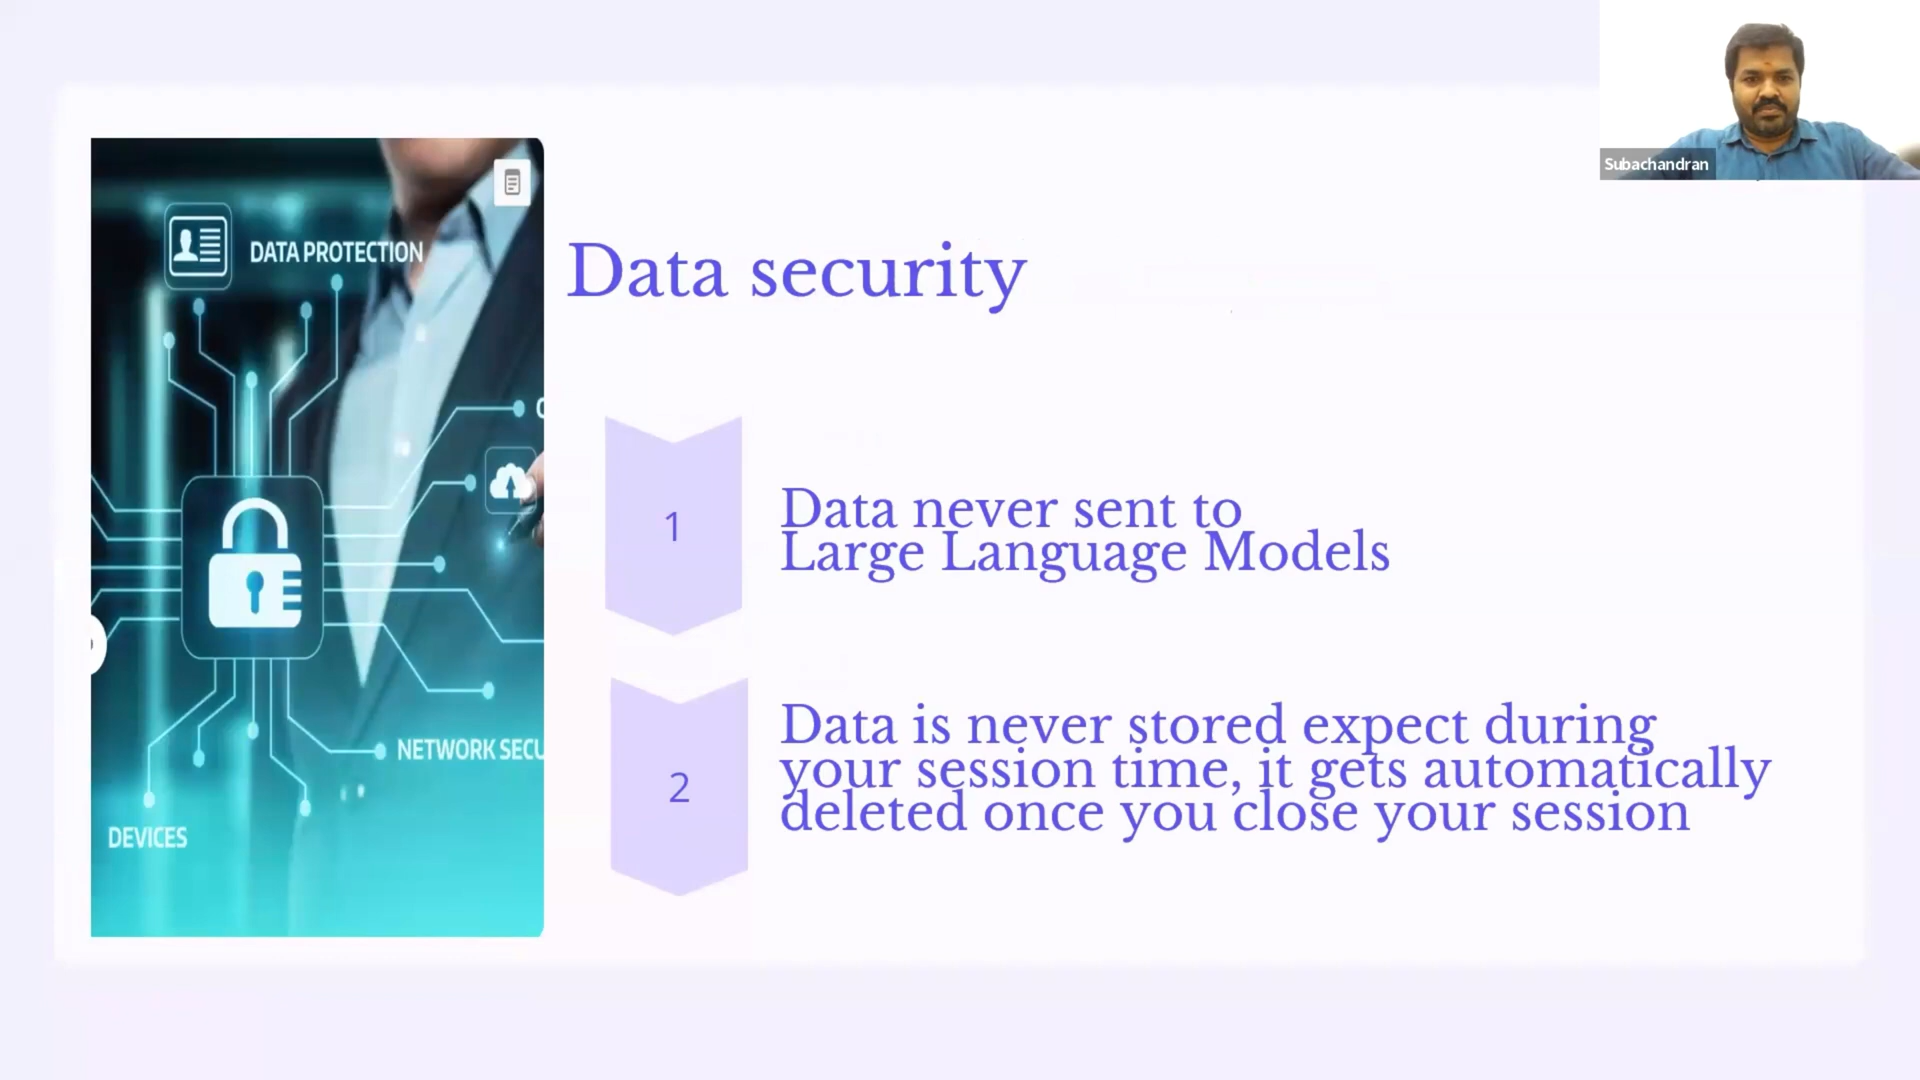 Subachandran
DATA PROTECTION
Data security
1
Data never sent to
Large Language Models
2
Data is never stored expect during
your session time, it gets automatically
deleted once you close your session
NETWORK SECU
DEVICES